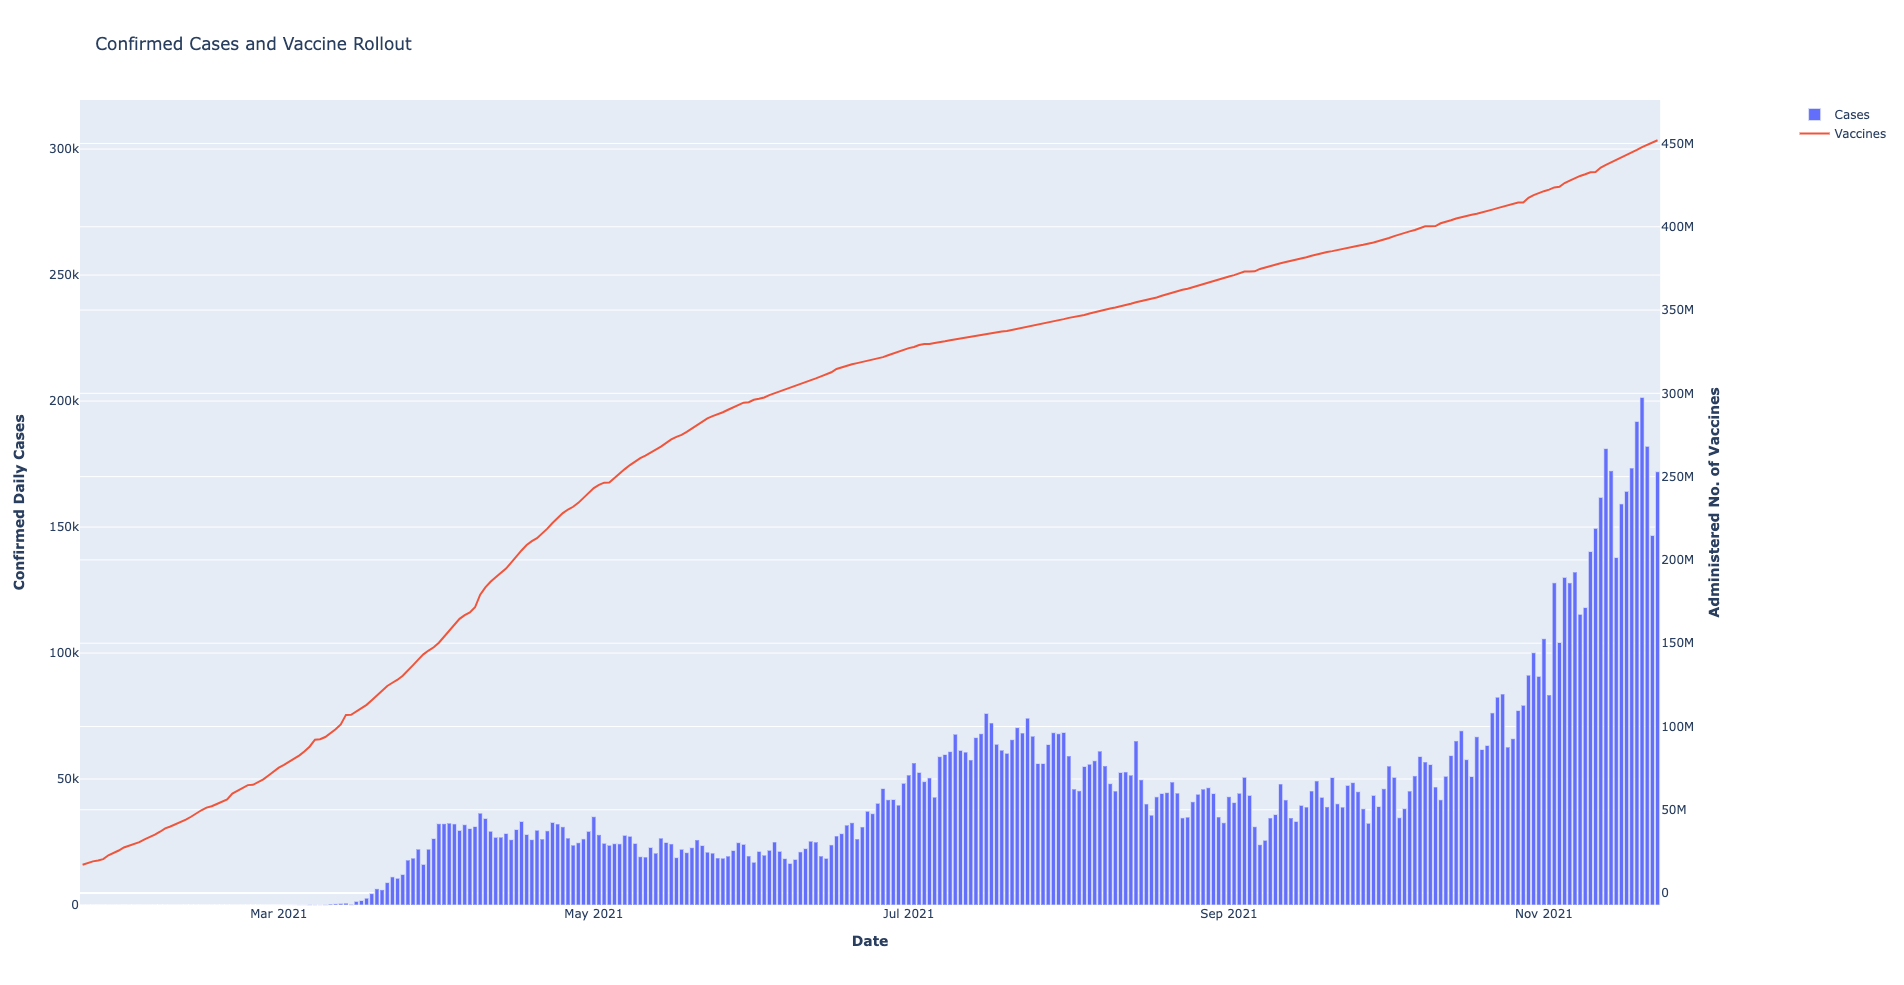 Confirmed Cases and Vaccine Rollout
Cases
Vaccines
300k
250k
200k
150k
100k
50k
0
Confirmed Daily Cases
450M
400M
350M
300M
250M
200M
150M
100M
50M
0
Administered No. of Vaccines
Mar 2021
May 2021
Jul 2021
Sep 2021
Nov 2021
Date